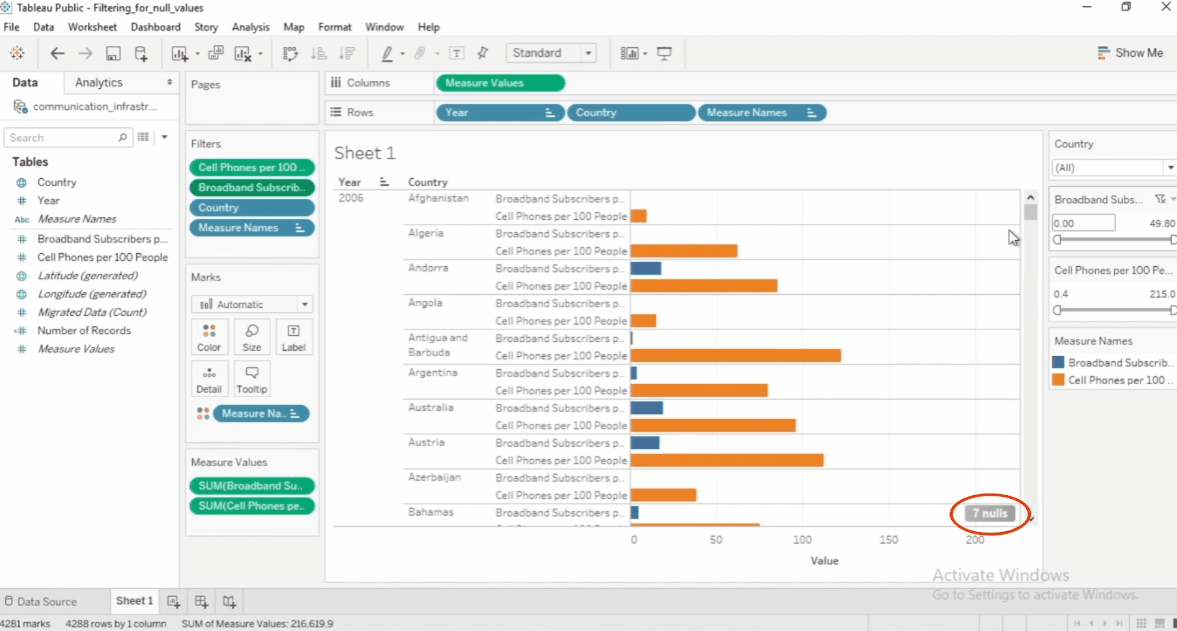 Tableau Public - Filtering_for_null_values
File Data Worksheet Dashboard Story Analysis Map Format Window Help
Standard
Show Me
Data Analytics
communication_infrastr...
Search
Tables
Country
Year
Abc Measure Names
Broadband Subscribers p...
Cell Phones per 100 People
Latitude (generated)
Longitude (generated)
Migrated Data (Count)
Number of Records
Measure Values
Pages
Filters
Cell Phones per 100 ..
Broadband Subscrib..
Country
Measure Names
Marks
Automatic
Color Size Label
Detail Tooltip
Measure Na..
Measure Values
SUM(Broadband Su..
SUM(Cell Phones pe..
Columns Measure Values
Rows Year Country Measure Names
Sheet 1
Year Country
2006 Afghanistan Broadband Subscribers p..
Cell Phones per 100 People
Algeria Broadband Subscribers p..
Cell Phones per 100 People
Andorra Broadband Subscribers p..
Cell Phones per 100 People
Angola Broadband Subscribers p..
Cell Phones per 100 People
Antigua and Broadband Subscribers p..
Barbuda Cell Phones per 100 People
Argentina Broadband Subscribers p..
Cell Phones per 100 People
Australia Broadband Subscribers p..
Cell Phones per 100 People
Austria Broadband Subscribers p..
Cell Phones per 100 People
Azerbaijan Broadband Subscribers p..
Cell Phones per 100 People
Bahamas Broadband Subscribers p..
7 nulls
0 50 100 150 200
Value
Country
(All)
Broadband Subs...
0.00 49.80
Cell Phones per 100 Pe...
0.4 215.0
Measure Names
Broadband Subscrib..
Cell Phones per 100 ..
Activate Windows
Go to Settings to activate Windows.
Data Source Sheet 1
4281 marks 4288 rows by 1 column SUM of Measure Values: 216,619.9